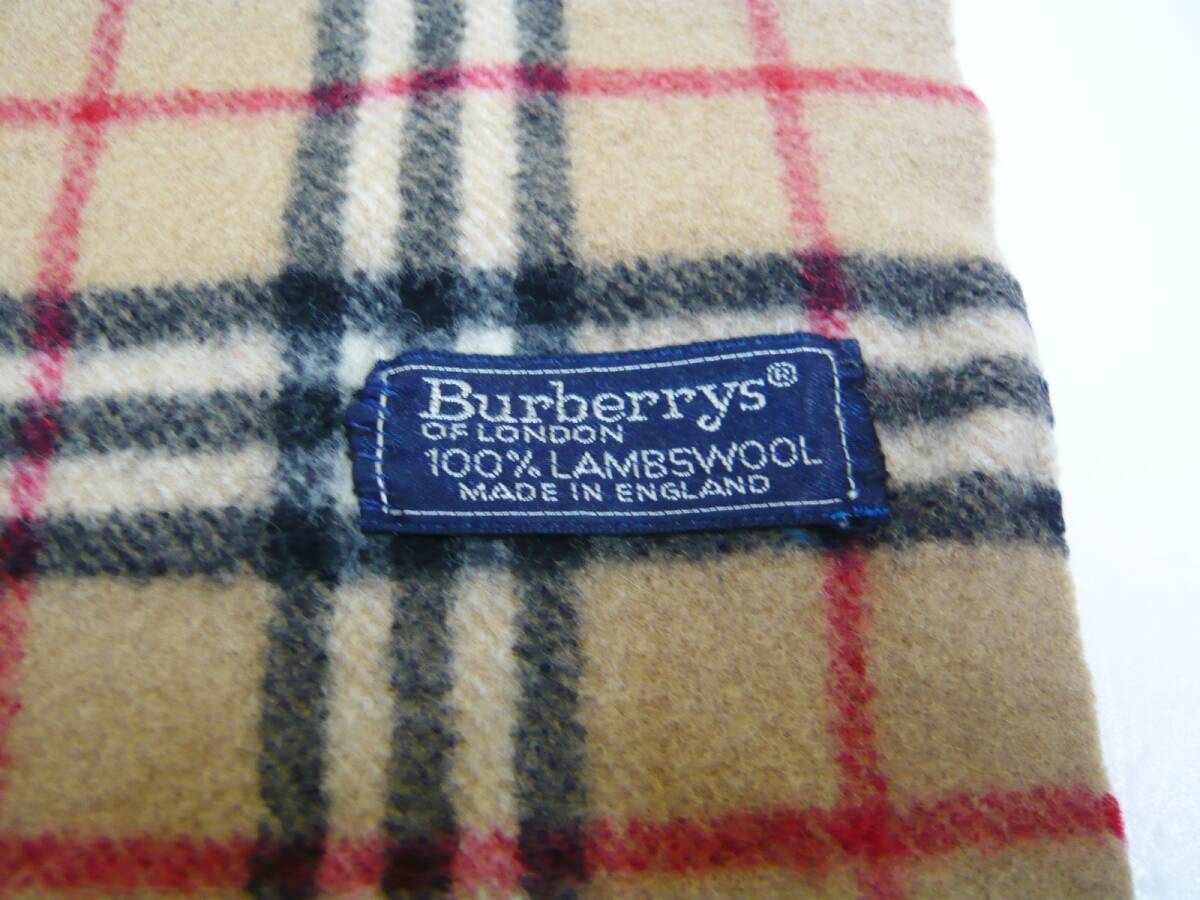 Burberrys®
OF LONDON
100% LAMBSWOOL
MADE IN ENGLAND